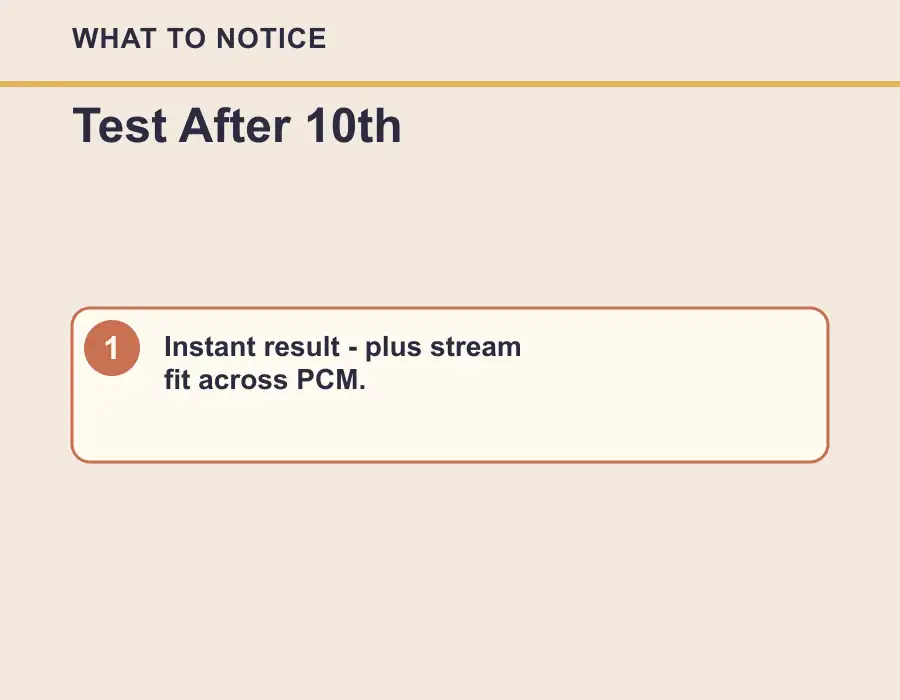 WHAT TO NOTICE
Test After 10th
1
Instant result - plus stream
fit across PCM.